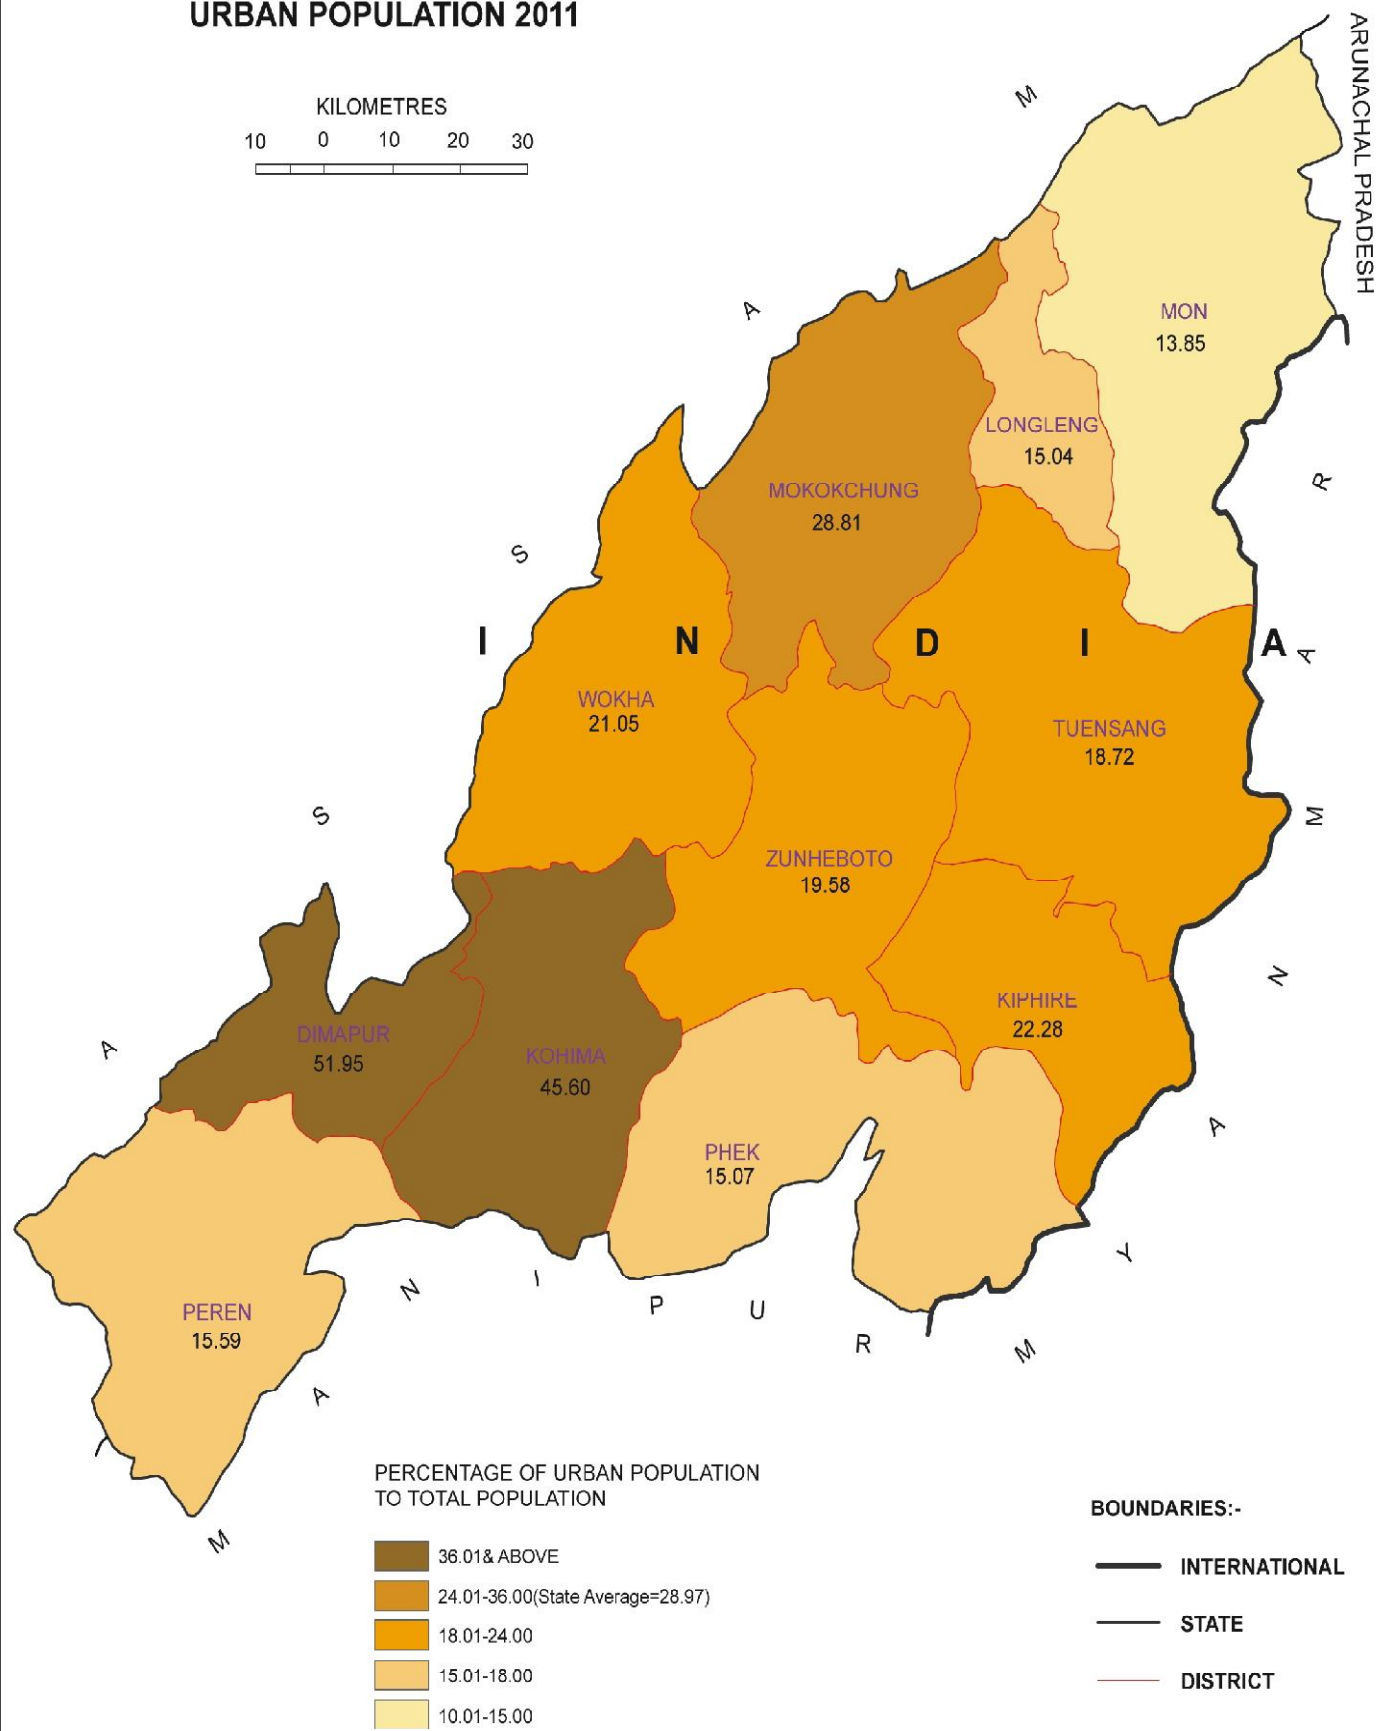 URBAN POPULATION 2011
KILOMETRES
10 0 10 20 30
ARUNACHAL PRADESH
MON
13.85
LONGLENG
15.04
MOKOKCHUNG
28.81
WOKHA
21.05
TUENSANG
18.72
ZUNHEBOTO
19.58
KIPHIRE
22.28
DIMAPUR
51.95
KOHIMA
45.60
PHEK
15.07
PEREN
15.59
I N D I A
A S S A M
M A N I P U R
M Y A N M A R
PERCENTAGE OF URBAN POPULATION
TO TOTAL POPULATION
36.01& ABOVE
24.01-36.00(State Average=28.97)
18.01-24.00
15.01-18.00
10.01-15.00
BOUNDARIES:-
INTERNATIONAL
STATE
DISTRICT